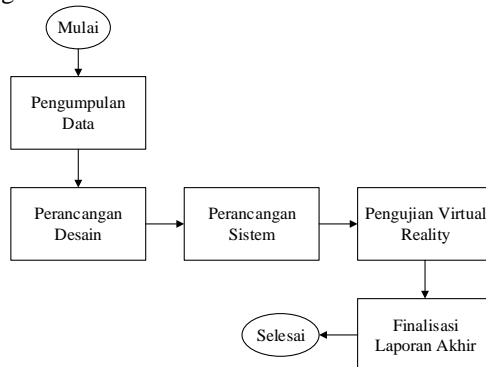 Mulai
Pengumpulan
Data
Perancangan
Desain
Perancangan
Sistem
Pengujian Virtual
Reality
Finalisasi
Laporan Akhir
Selesai